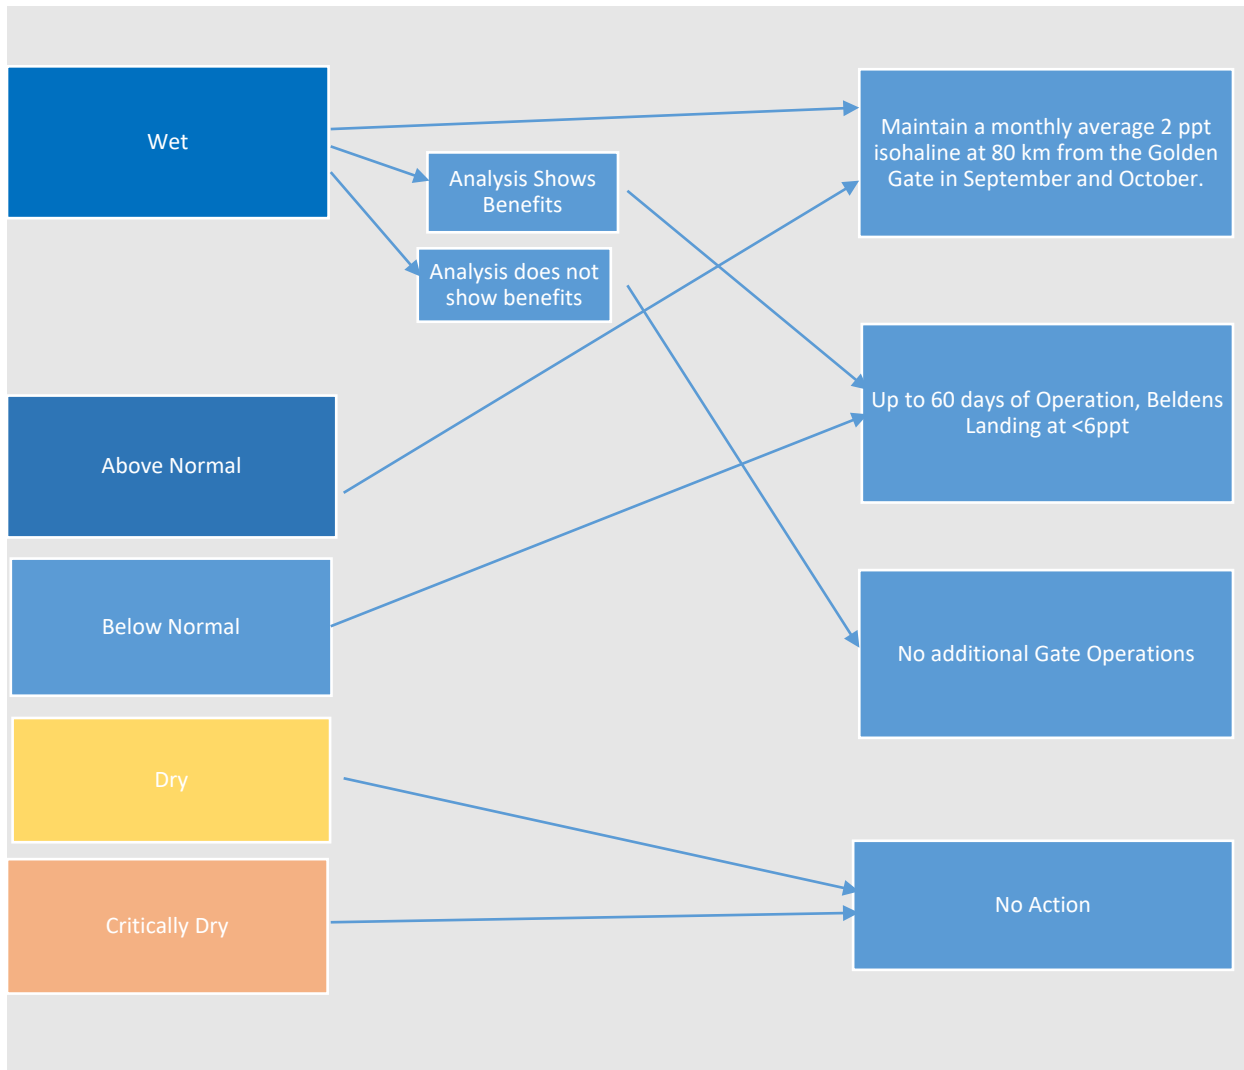 Wet
Analysis Shows
Benefits
Analysis does not
show benefits
Above Normal
Below Normal
Dry
Critically Dry
Maintain a monthly average 2 ppt
isohaline at 80 km from the Golden
Gate in September and October.
Up to 60 days of Operation, Beldens
Landing at <6ppt
No additional Gate Operations
No Action